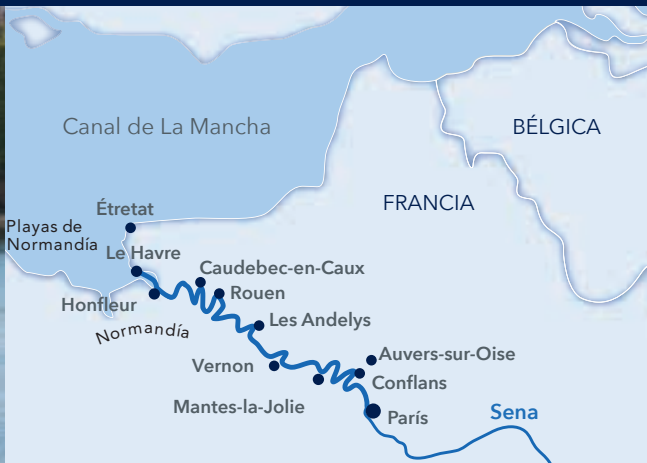 Canal de La Mancha
BÉLGICA
FRANCIA
Étretat
Playas de
Normandía
Le Havre
Caudebec-en-Caux
Honfleur
Rouen
Normandía
Les Andelys
Auvers-sur-Oise
Vernon
Conflans
Mantes-la-Jolie
París
Sena